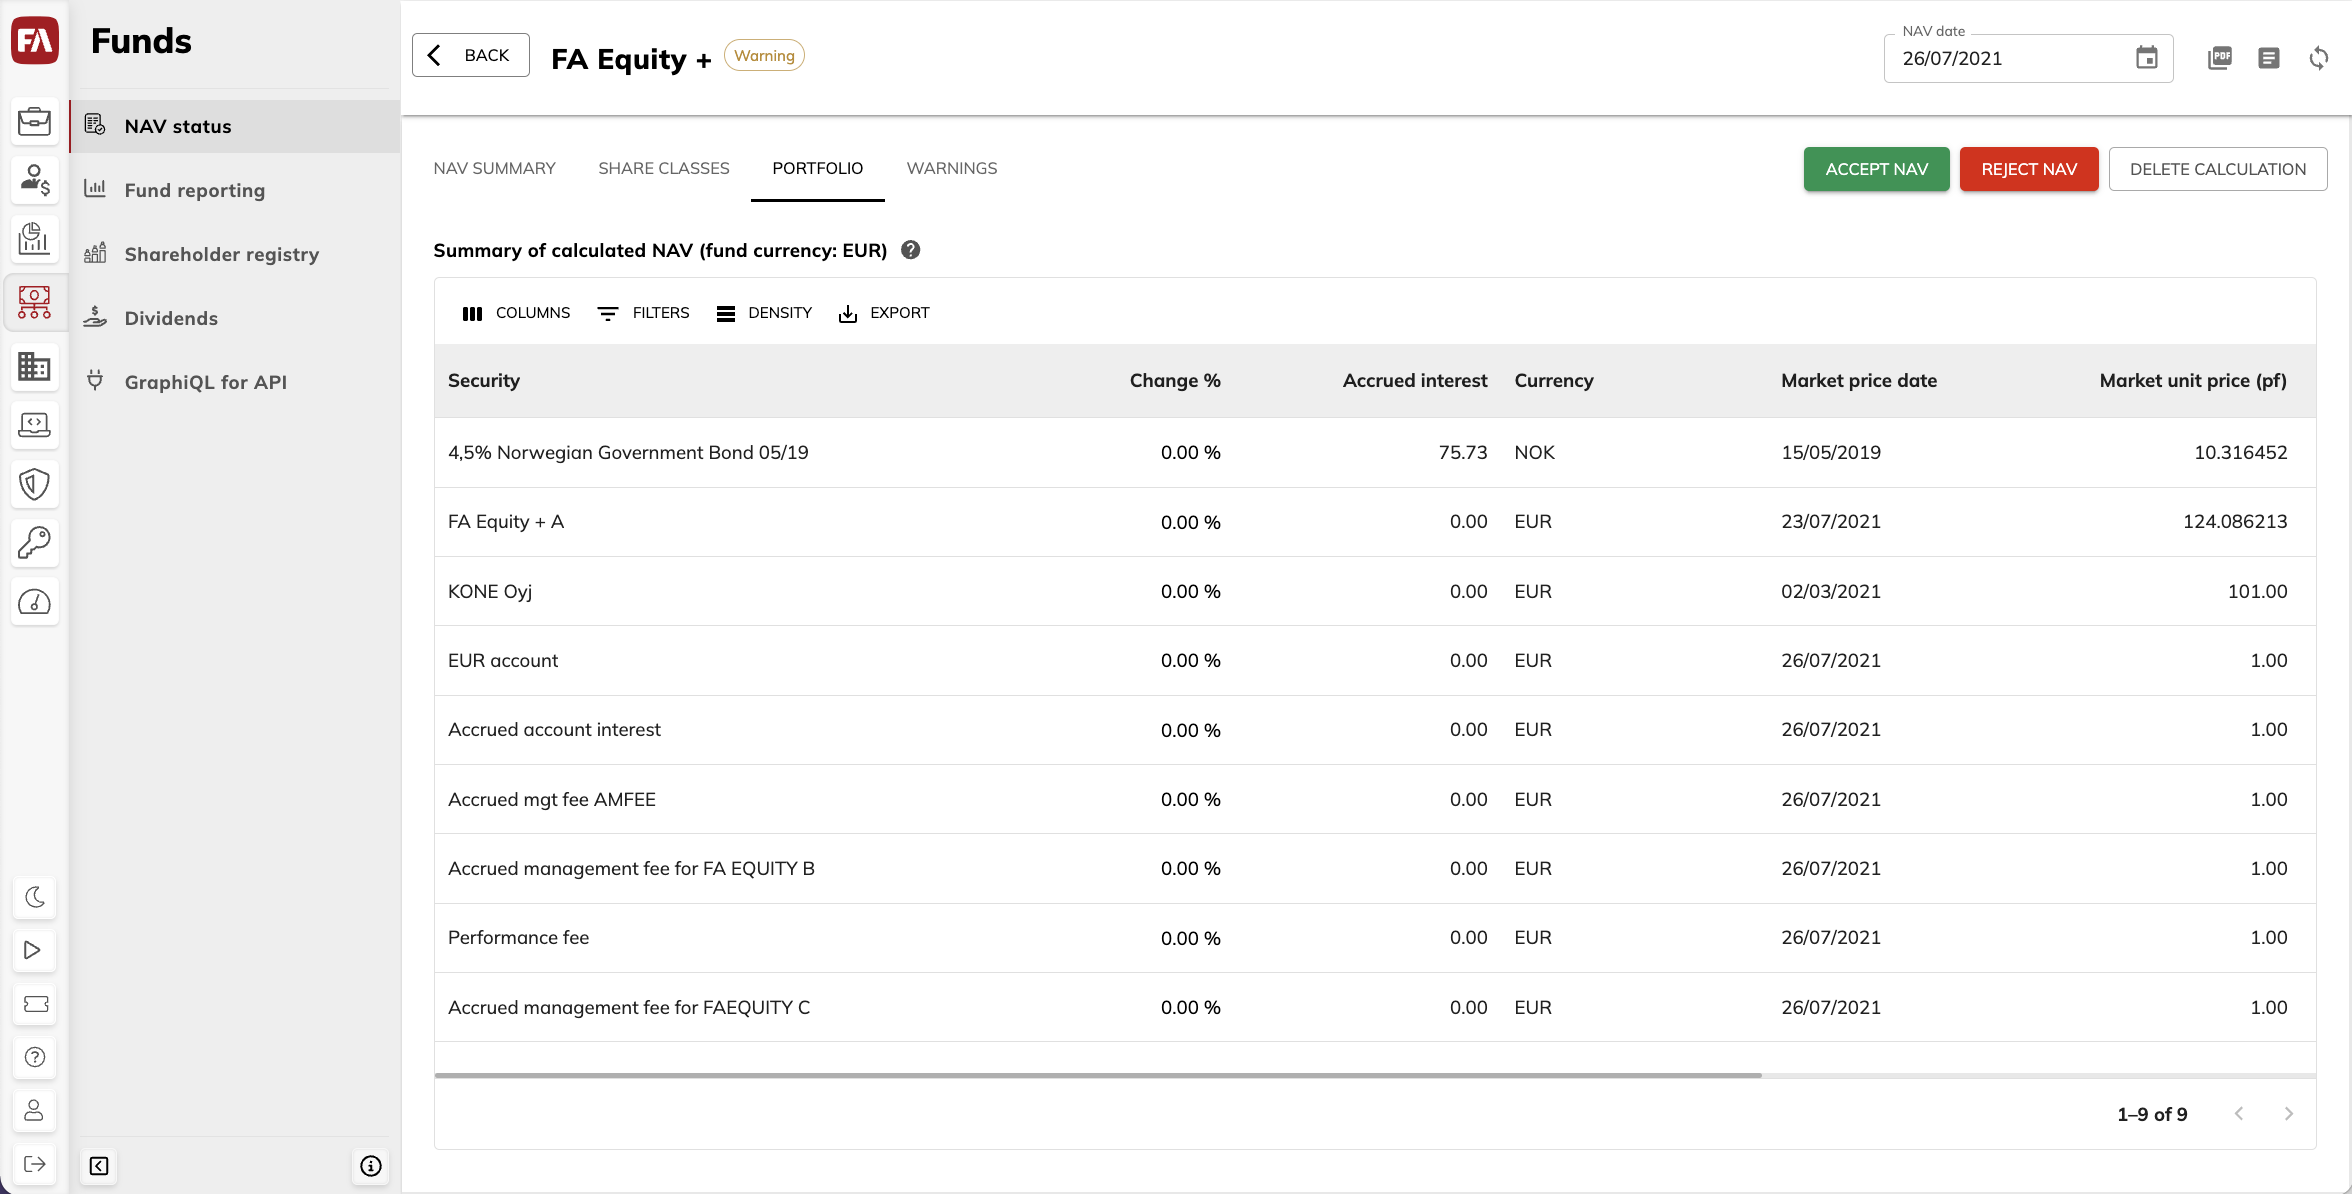 FA
Funds
NAV status
Fund reporting
Shareholder registry
Dividends
GraphiQL for API
BACK
FA Equity +
Warning
NAV date
26/07/2021
PDF
NAV SUMMARY
SHARE CLASSES
PORTFOLIO
WARNINGS
ACCEPT NAV
REJECT NAV
DELETE CALCULATION
Summary of calculated NAV (fund currency: EUR)
COLUMNS FILTERS DENSITY EXPORT
Security Change % Accrued interest Currency Market price date Market unit price (pf)
4,5% Norwegian Government Bond 05/19 0.00 % 75.73 NOK 15/05/2019 10.316452
FA Equity + A 0.00 % 0.00 EUR 23/07/2021 124.086213
KONE Oyj 0.00 % 0.00 EUR 02/03/2021 101.00
EUR account 0.00 % 0.00 EUR 26/07/2021 1.00
Accrued account interest 0.00 % 0.00 EUR 26/07/2021 1.00
Accrued mgt fee AMFEE 0.00 % 0.00 EUR 26/07/2021 1.00
Accrued management fee for FA EQUITY B 0.00 % 0.00 EUR 26/07/2021 1.00
Performance fee 0.00 % 0.00 EUR 26/07/2021 1.00
Accrued management fee for FAEQUITY C 0.00 % 0.00 EUR 26/07/2021 1.00
1–9 of 9